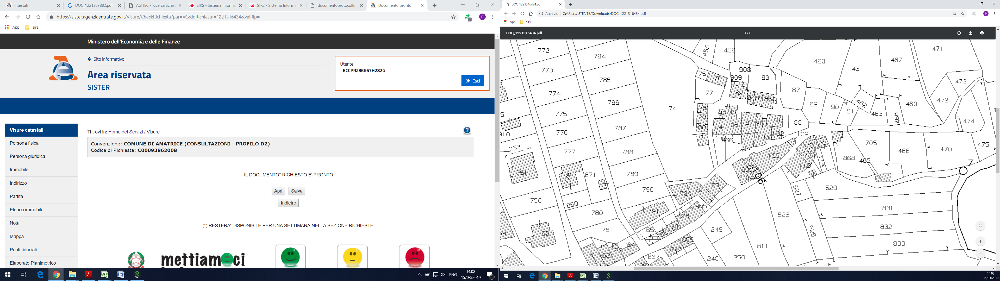 Intestati
DOC_1221307882.pdf
AGITEC - Ricerca Sched
SIRS - Sistema Informa
SIRS - Sistema Informa
documentoprotocollo
Documento pronto
https://sister.agenziaentrate.gov.it/Visure/CheckRichiesta?par=VC&idRichiesta=1221316434&valRip=
0
P
App
sirs
Ministero dell'Economia e delle Finanze
Sito informativo
Area riservata
SISTER
Utente:
BCCPRZ86R67H282G
Esci
Visure catastali
Persona fisica
Persona giuridica
Immobile
Indirizzo
Partita
Elenco immobili
Nota
Mappa
Punti fiduciali
Elaborato Planimetrico
Ti trovi in: Home dei Servizi / Visure
?
Convenzione: COMUNE DI AMATRICE (CONSULTAZIONI - PROFILO D2)
Codice di Richiesta: C00093862008
IL DOCUMENTO* RICHIESTO E' PRONTO
Apri
Salva
Indietro
(*) RESTERA' DISPONIBILE PER UNA SETTIMANA NELLA SEZIONE RICHIESTE.
mettiamoci
ENG
14:08
15/03/2019
1
DOC_1221316434.pdf
Archivio
C:/Users/UTENTE/Downloads/DOC_1221316434.pdf
P
App
sirs
DOC_1221316434.pdf
1 / 1
772
784
455
456
460
467
471
773
461
75
76
908
909
83
785
473
774
77
82
87
84
85
86
786
472
74
89
90
462
469
775
78
92
93
91
463
468
79
474
97
98
101
88
787
80
94
95
776
102
109
100
866
705
753
777
788
466
470
475
108
868
465
7
751
103
110
111
112
114
871
789
104
778
73
529
790
70
72
527
750
860
905
831
780
791
68
526
832
781
65
67
249
528
60
66
809
833
64
63
247
811
62
867
248
250
14:08
15/03/2019